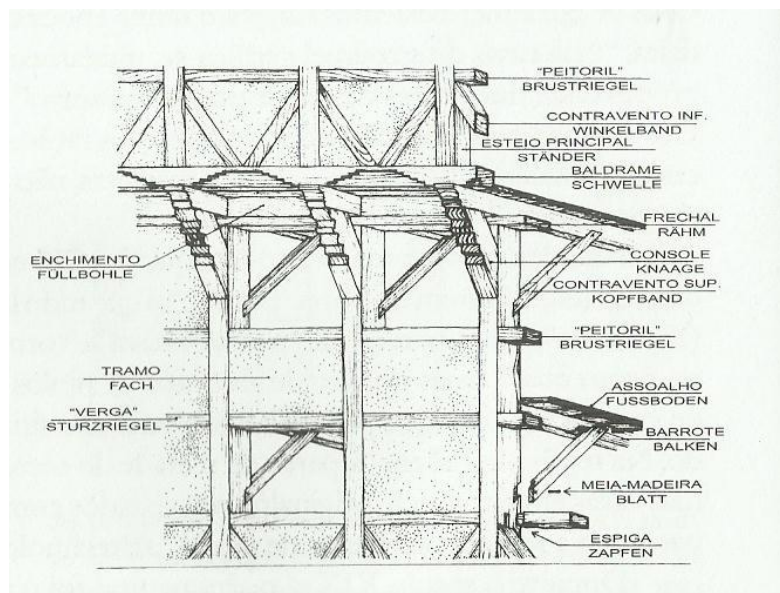 "PEITORIL"
BRUSTRIEGEL
CONTRAVENTO INF.
WINKELBAND
ESTEIO PRINCIPAL
STÄNDER
BALDRAME
SCHWELLE
FRECHAL
RÄHM
CONSOLE
KNAAGE
CONTRAVENTO SUP.
KOPFBAND
ENCHIMENTO
FÜLLBOHLE
"PEITORIL"
BRUSTRIEGEL
TRAMO
FACH
ASSOALHO
FUSSBODEN
"VERGA"
STURZRIEGEL
BARROTE
BALKEN
MEIA-MADEIRA
BLATT
ESPIGA
ZAPFEN